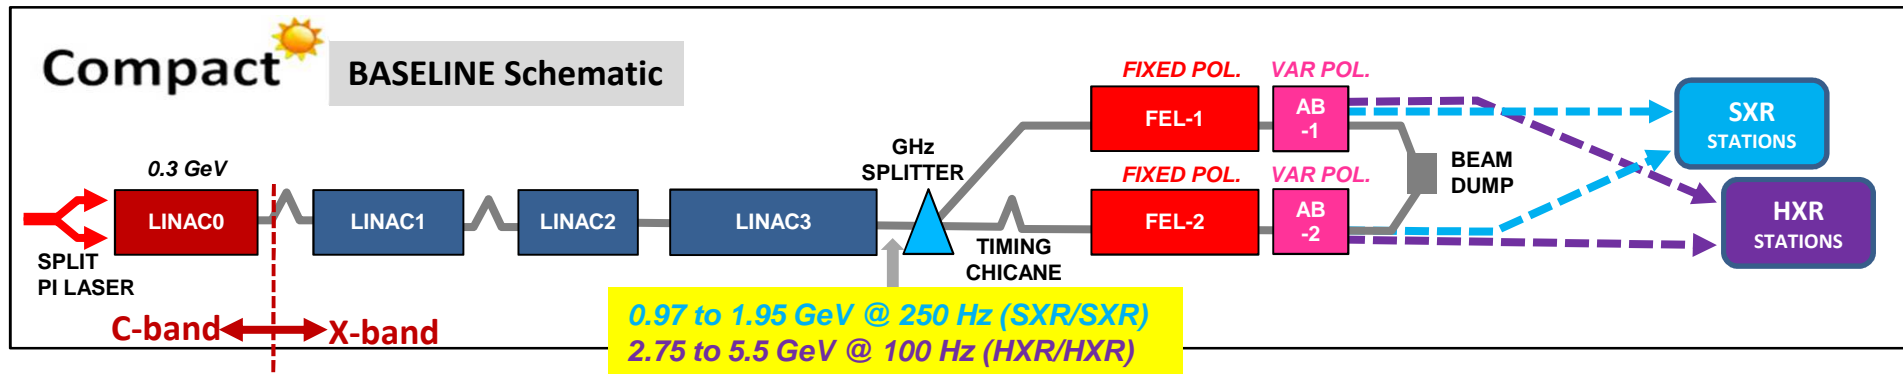 Compact
BASELINE Schematic
FIXED POL.
VAR POL.
FEL-1
AB
-1
SXR
STATIONS
GHz
SPLITTER
BEAM
DUMP
0.3 GeV
FIXED POL.
VAR POL.
LINAC0
LINAC1
LINAC2
LINAC3
FEL-2
AB
-2
HXR
STATIONS
SPLIT
PI LASER
TIMING
CHICANE
C-band
X-band
0.97 to 1.95 GeV @ 250 Hz (SXR/SXR)
2.75 to 5.5 GeV @ 100 Hz (HXR/HXR)